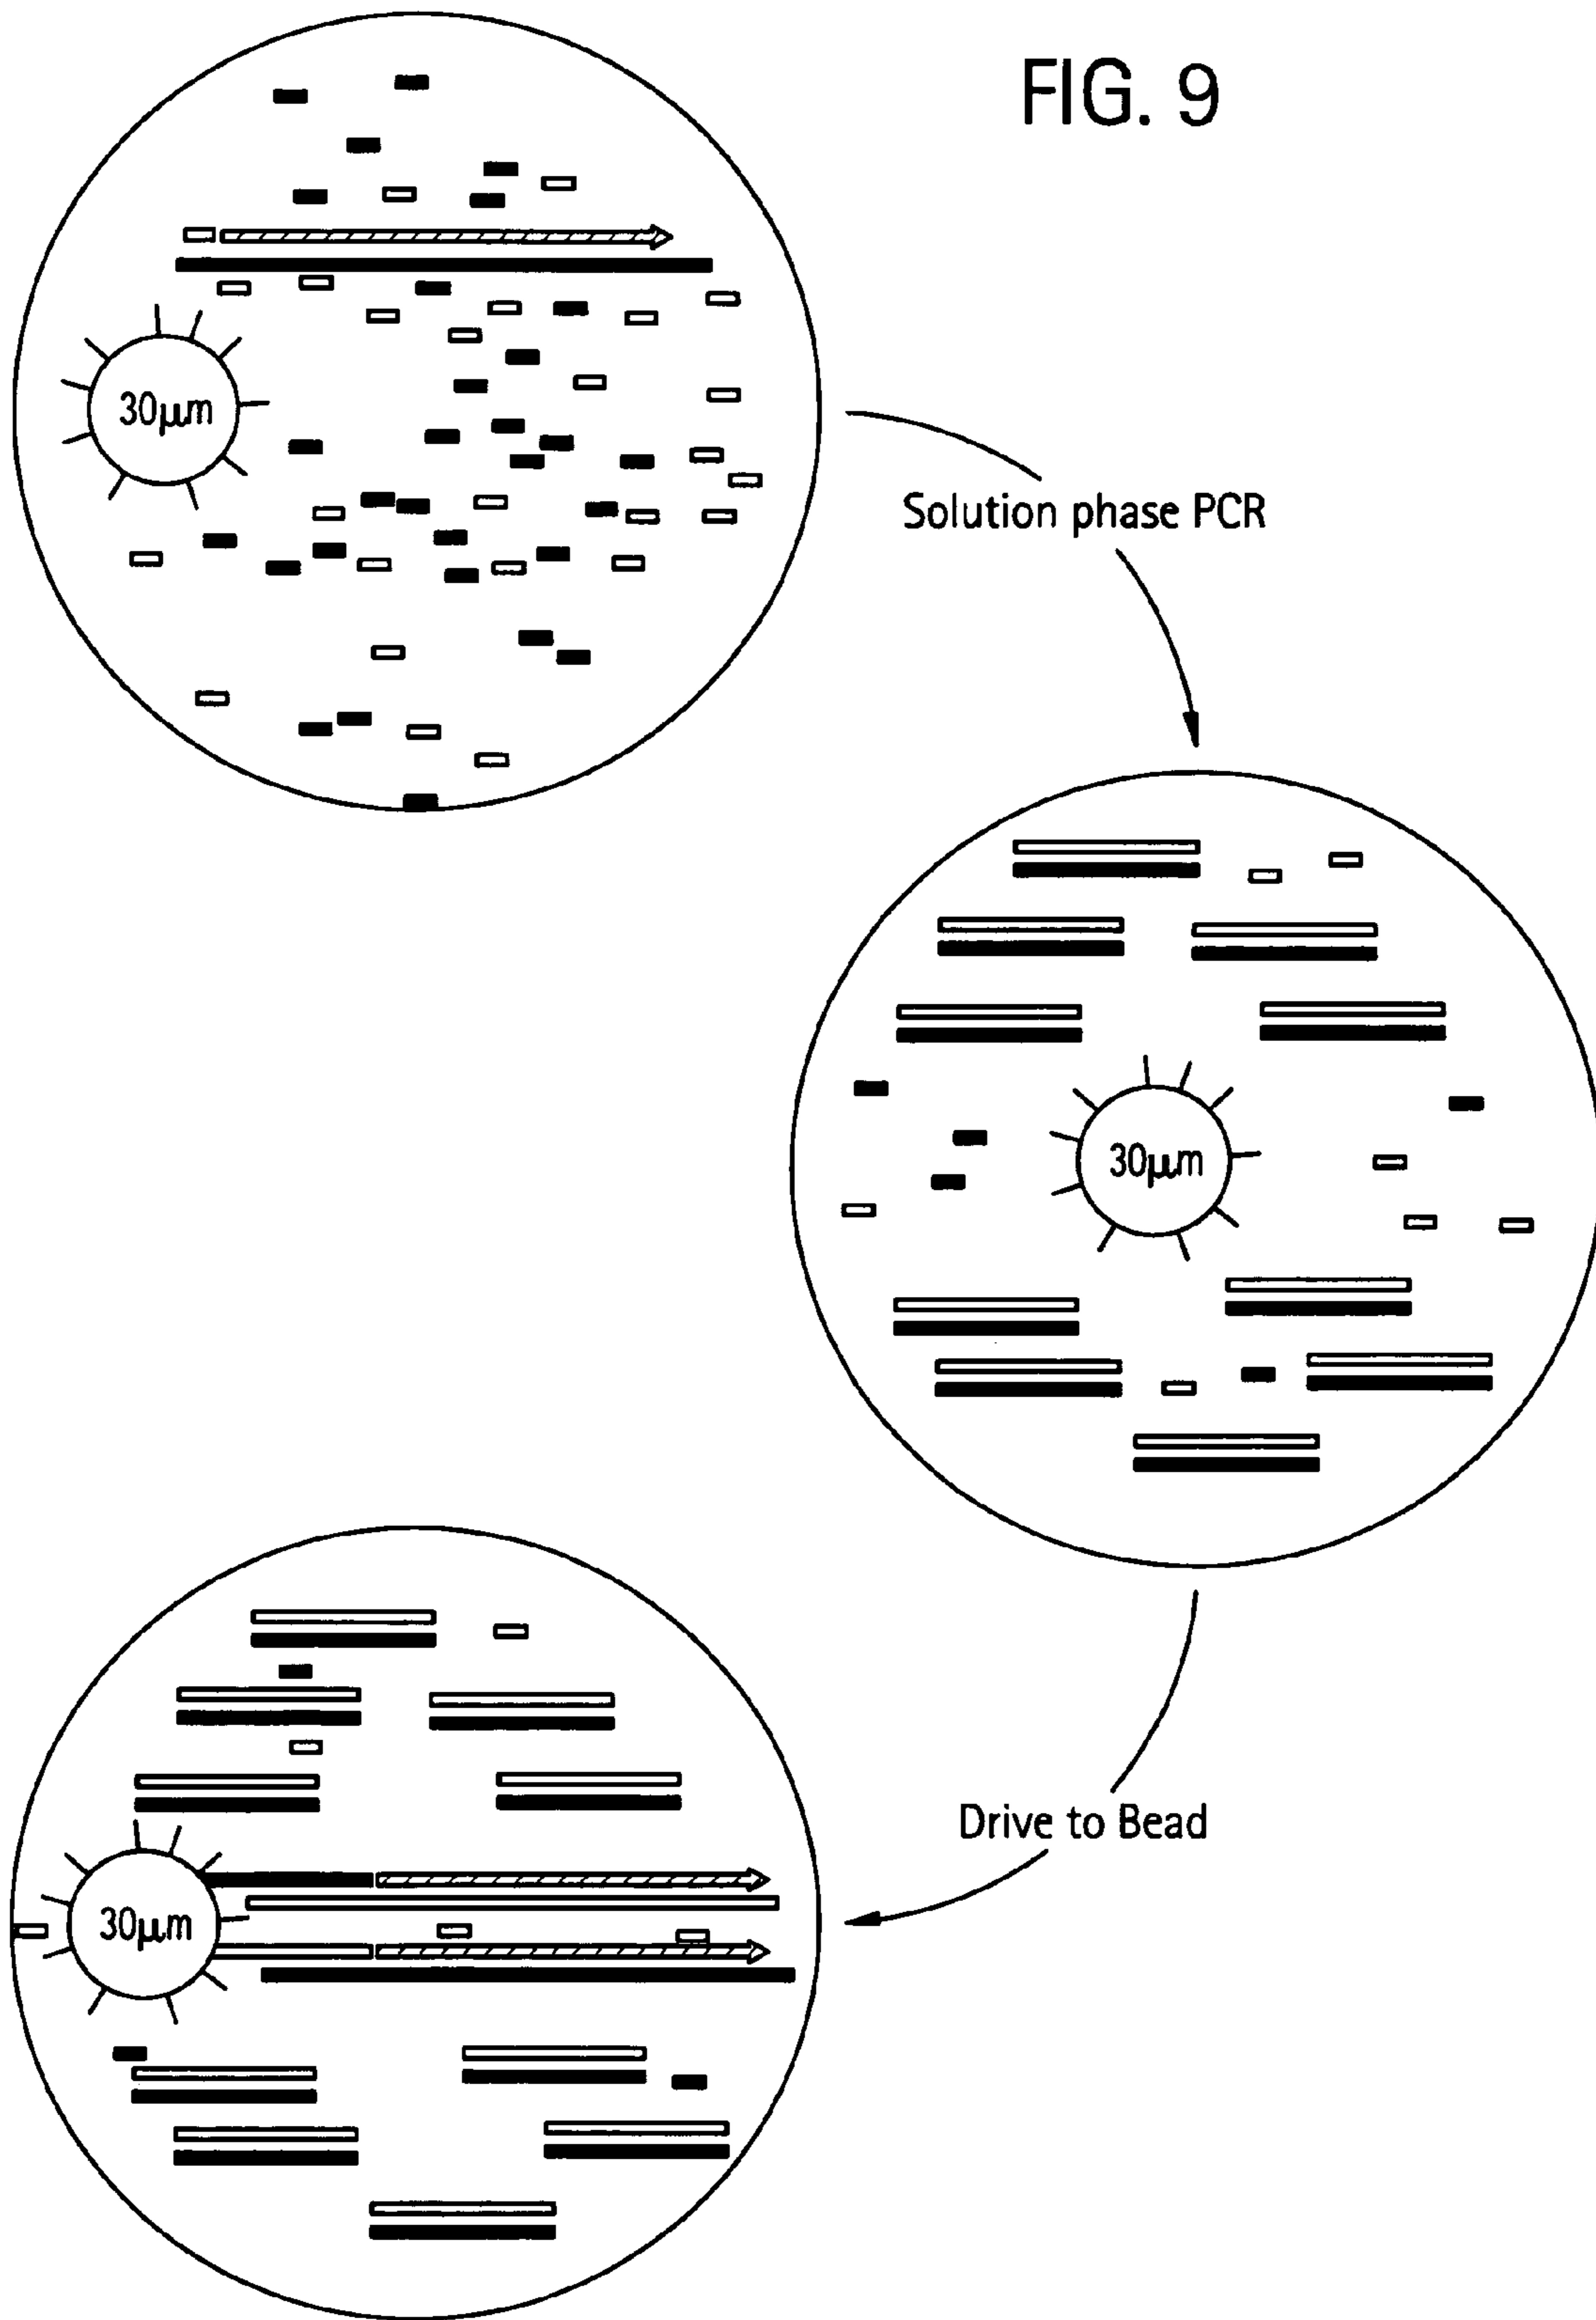 FIG. 9
30μm
Solution phase PCR
30μm
Drive to Bead
30μm